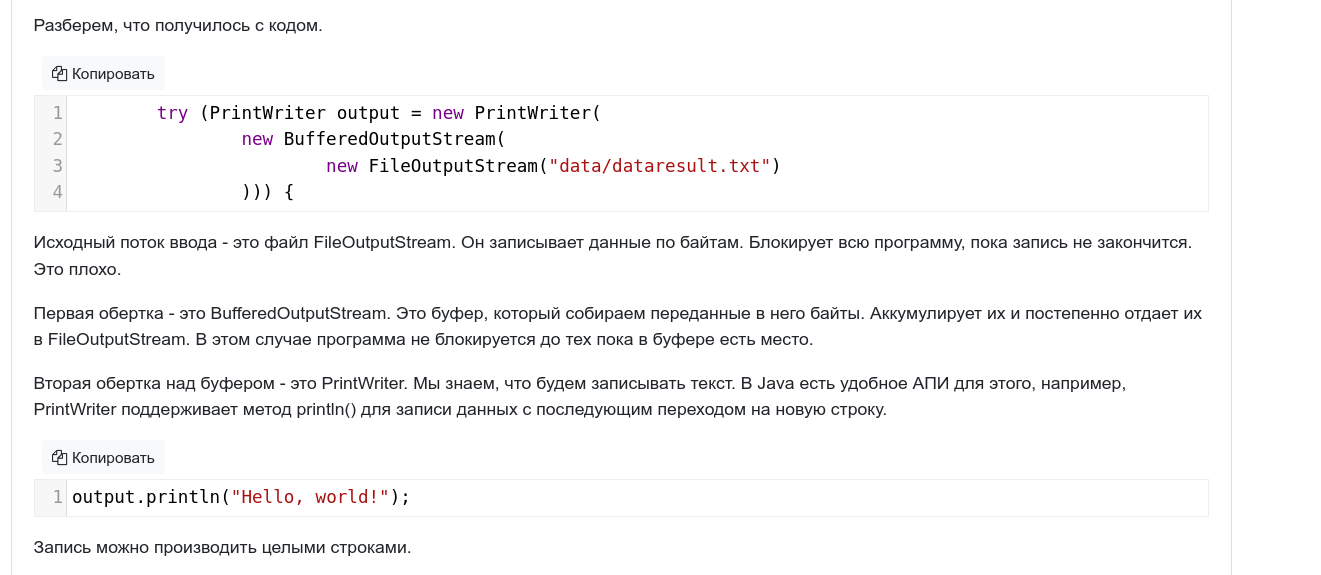 Разберем, что получилось с кодом.
Копировать
1 try (PrintWriter output = new PrintWriter(
2 new BufferedOutputStream(
3 new FileOutputStream("data/dataresult.txt")
4 ))) {
Исходный поток ввода - это файл FileOutputStream. Он записывает данные по байтам. Блокирует всю программу, пока запись не закончится.
Это плохо.
Первая обертка - это BufferedOutputStream. Это буфер, который собираем переданные в него байты. Аккумулирует их и постепенно отдает их
в FileOutputStream. В этом случае программа не блокируется до тех пока в буфере есть место.
Вторая обертка над буфером - это PrintWriter. Мы знаем, что будем записывать текст. В Java есть удобное АПИ для этого, например,
PrintWriter поддерживает метод println() для записи данных с последующим переходом на новую строку.
Копировать
1 output.println("Hello, world!");
Запись можно производить целыми строками.